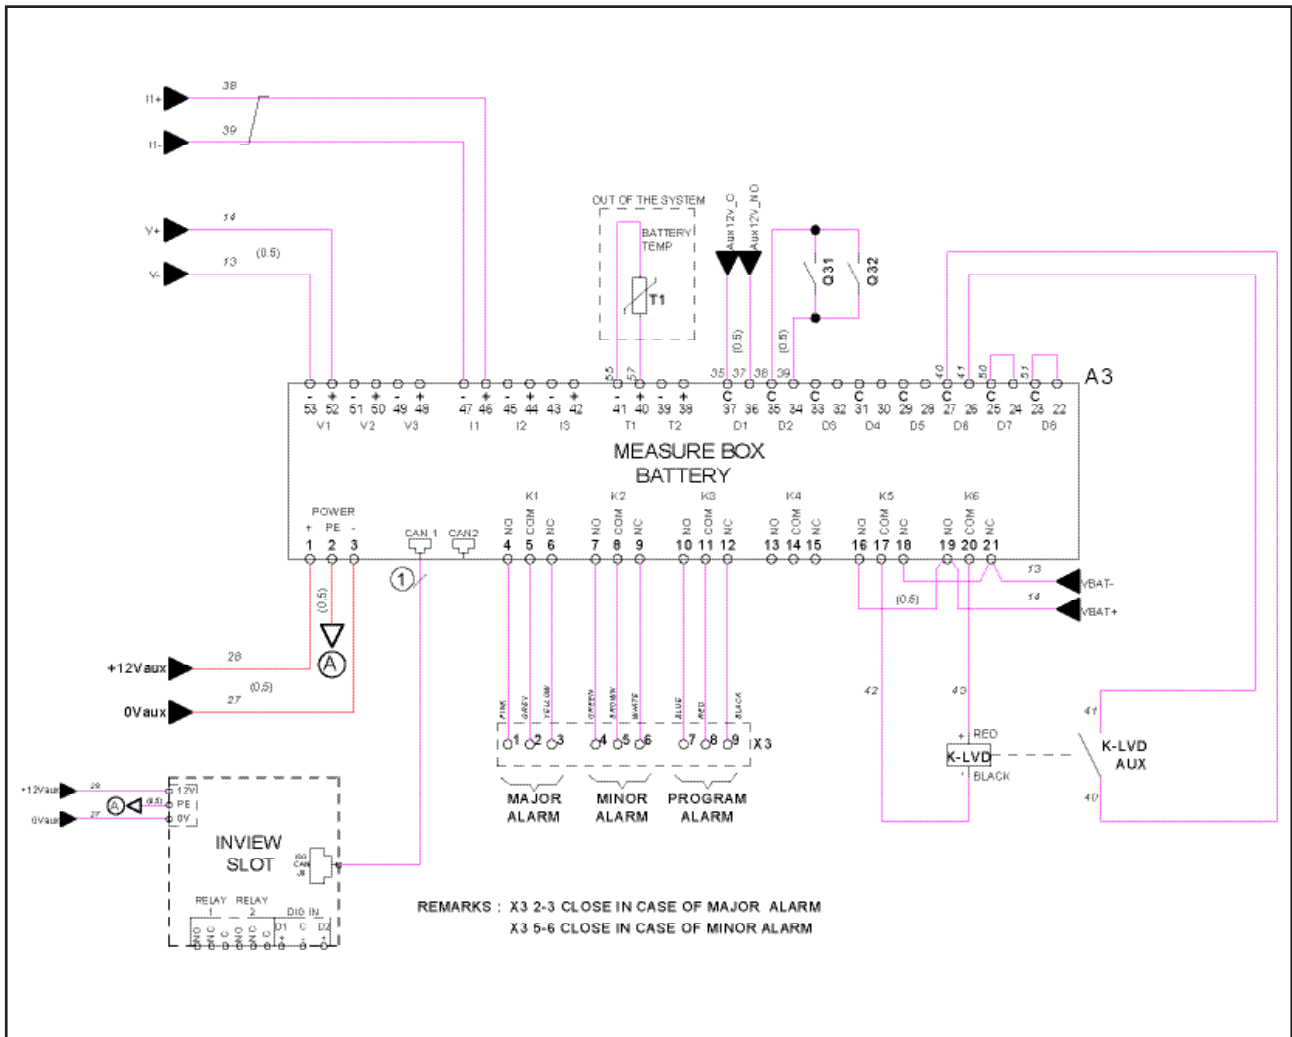 38
I1+
39
I1-
14
V+
(0.5)
13
V-
OUT OF THE SYSTEM
BATTERY
TEMP
T1
Aux12V_C
Aux12V_NO
Q31
Q32
(0.5)
(0.5)
55 57 35 37 38 39 40 41 50 51
A3
- + - + - + - + - + - + - + - + C C C C C C C C
53 52 51 50 49 48 47 46 45 44 43 42 41 40 39 38 37 36 35 34 33 32 31 30 29 28 27 26 25 24 23 22
V1 V2 V3 I1 I2 I3 T1 T2 D1 D2 D3 D4 D5 D6 D7 D8
MEASURE BOX
BATTERY
K1 K2 K3 K4 K5 K6
POWER
+ PE -
CAN 1 CAN2
NO COM NC NO COM NC NO COM NC NO COM NC NO COM NC NO COM NC
1 2 3 4 5 6 7 8 9 10 11 12 13 14 15 16 17 18 19 20 21
1
13
VBAT-
(0.5)
14
VBAT+
(0.5)
A
+12Vaux
28
(0.5)
0Vaux
27
42
43
41
PINK GREY YELLOW GREEN BROWN WHITE BLUE RED BLACK
1 2 3 4 5 6 7 8 9 X3
+ RED
K-LVD
- BLACK
K-LVD
AUX
40
MAJOR
ALARM
MINOR
ALARM
PROGRAM
ALARM
+12Vaux 28 12V
A (0.5) PE
0Vaux 27 0V
INVIEW
SLOT
ISO
CAN
J8
RELAY RELAY
1 2 DIG IN
D1 C D2
NO NC C NO NC C + - +
REMARKS : X3 2-3 CLOSE IN CASE OF MAJOR ALARM
X3 5-6 CLOSE IN CASE OF MINOR ALARM